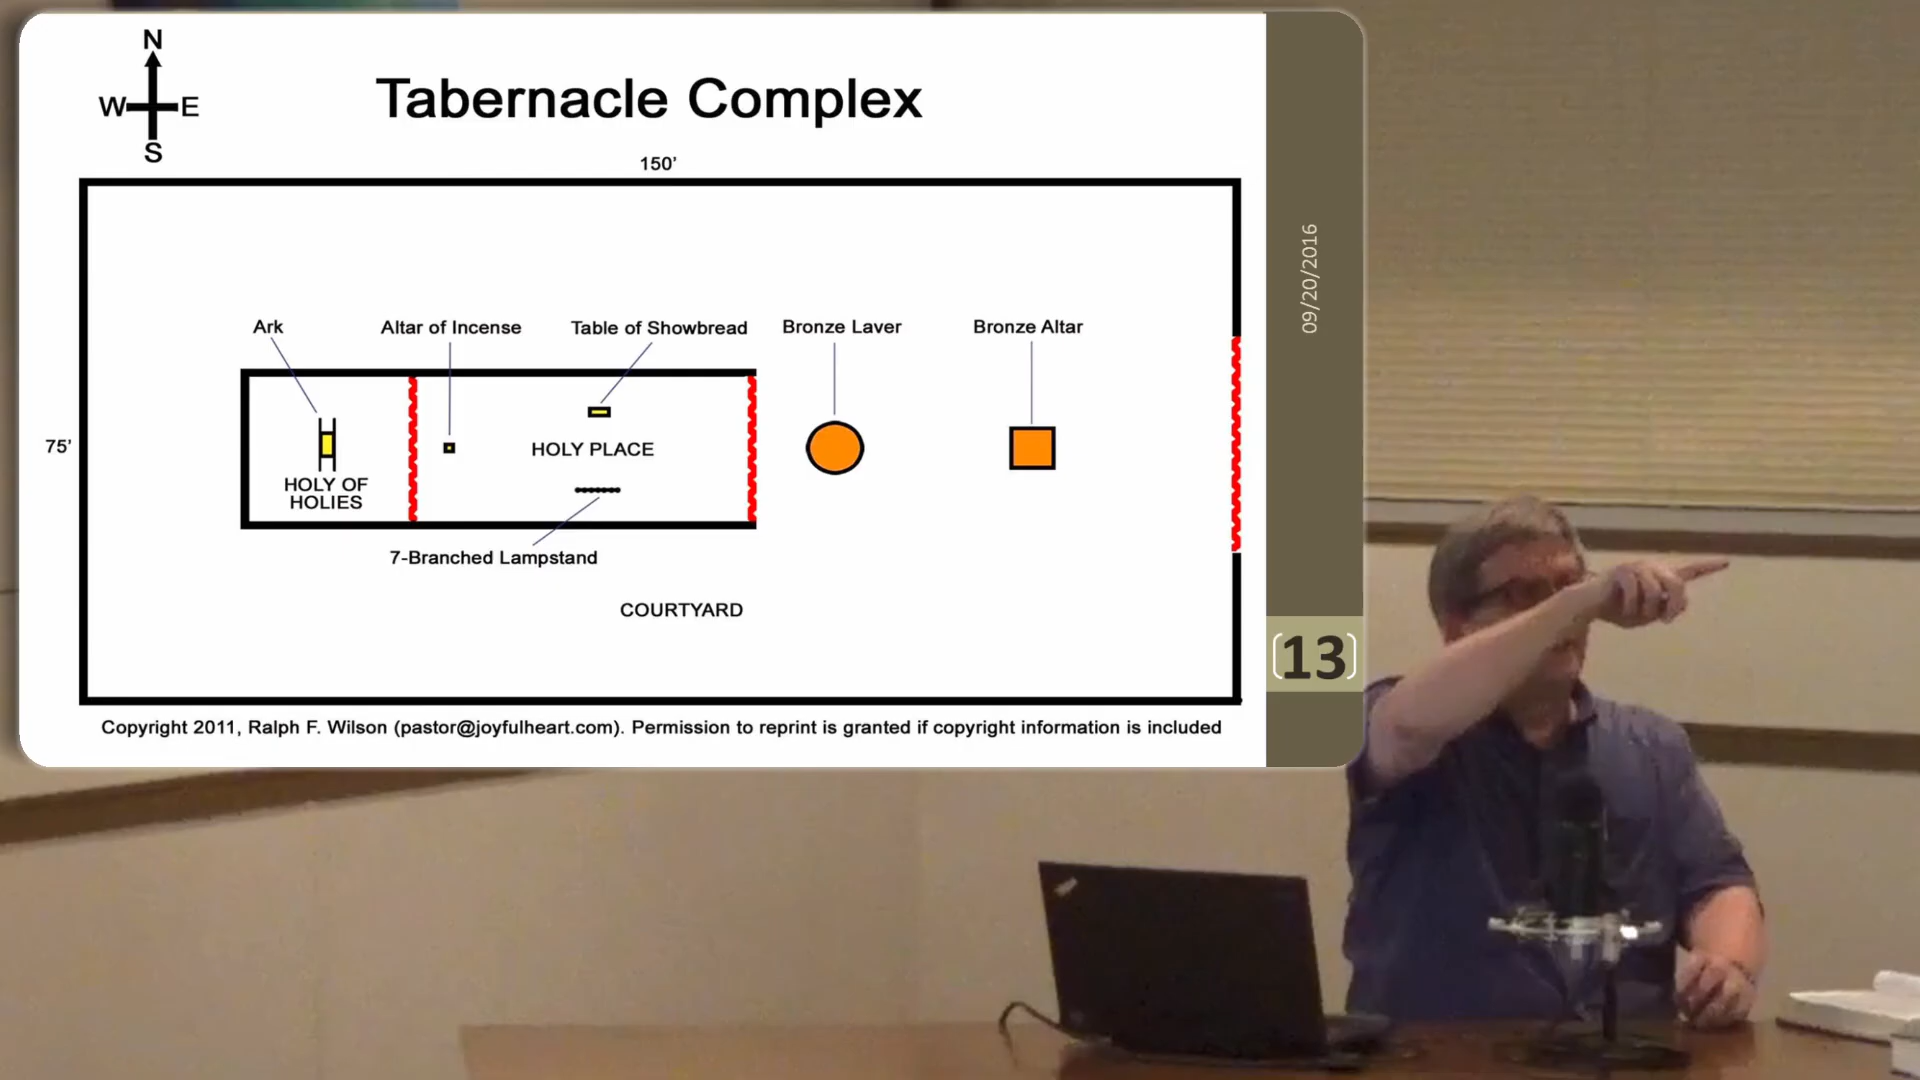 N
W E
S
Tabernacle Complex
150'
Ark
Altar of Incense
Table of Showbread
Bronze Laver
Bronze Altar
75'
HOLY PLACE
HOLY OF
HOLIES
7-Branched Lampstand
COURTYARD
Copyright 2011, Ralph F. Wilson (pastor@joyfulheart.com). Permission to reprint is granted if copyright information is included
09/20/2016
13